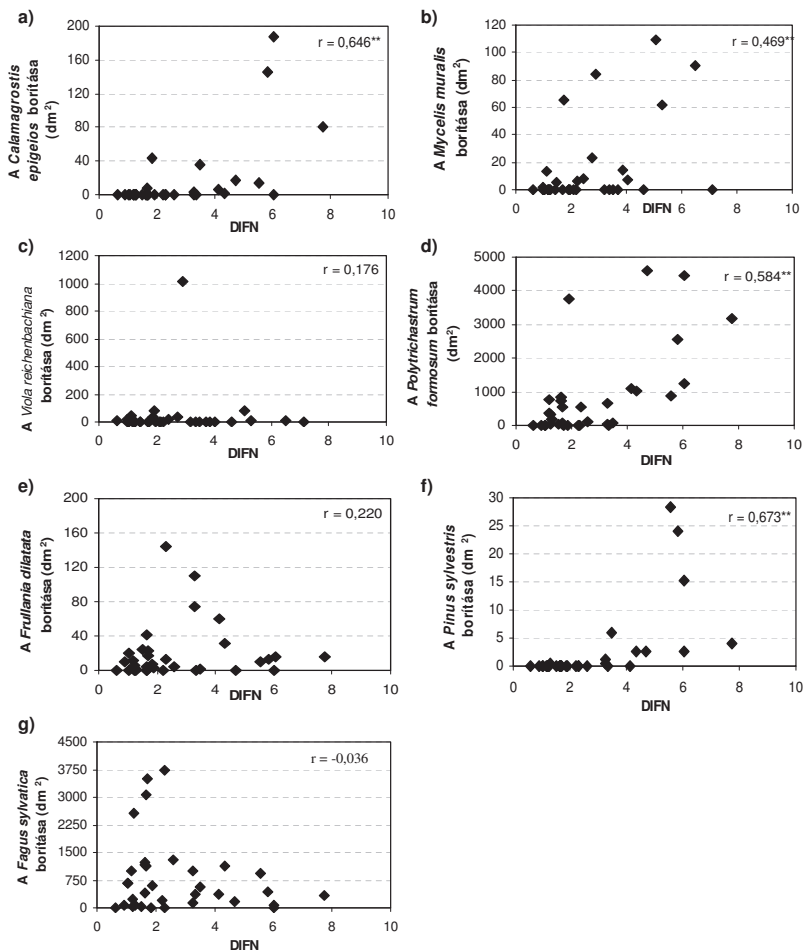 a)
A Calamagrostis
epigeios borítása
(dm²)
200
160
120
80
40
0
0 2 4 6 8 10
DIFN
r = 0,646**
b)
A Mycelis muralis
borítása (dm²)
120
100
80
60
40
20
0
0 2 4 6 8 10
DIFN
r = 0,469**
c)
A Viola reichenbachiana
borítása (dm²)
1200
1000
800
600
400
200
0
0 2 4 6 8 10
DIFN
r = 0,176
d)
A Polytrichastrum
formosum borítása
(dm²)
5000
4000
3000
2000
1000
0
0 2 4 6 8 10
DIFN
r = 0,584**
e)
A Frullania dilatata
borítása (dm²)
200
160
120
80
40
0
0 2 4 6 8 10
DIFN
r = 0,220
f)
A Pinus sylvestris
borítása (dm²)
30
25
20
15
10
5
0
0 2 4 6 8 10
DIFN
r = 0,673**
g)
A Fagus sylvatica
borítása (dm²)
4500
3750
3000
2250
1500
750
0
0 2 4 6 8 10
DIFN
r = -0,036